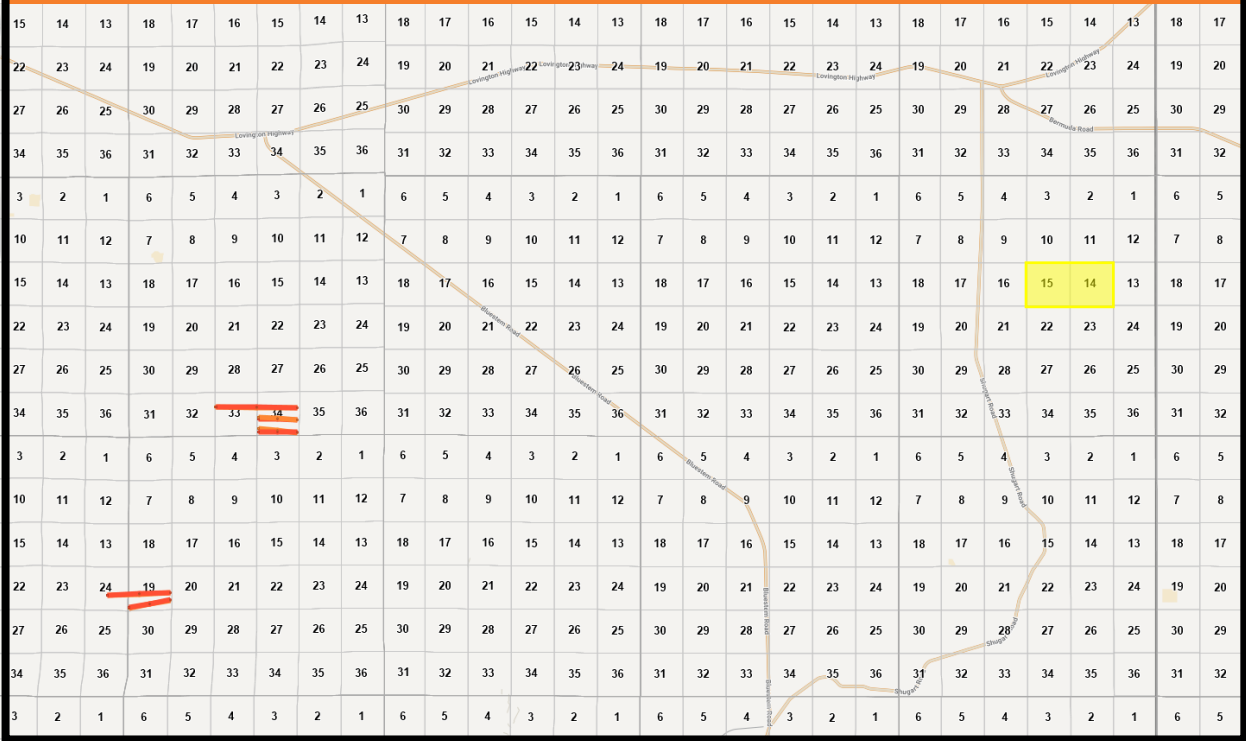 15 14 13 18 17 16 15 14 13 18 17 16 15 14 13 18 17 16 15 14 13 18 17 16 15 14 13 18 17
22 23 24 19 20 21 22 23 24 19 20 21 22 23 24 19 20 21 22 23 24 19 20 21 22 23 24 19 20
Lovington Highway Lovington Highway Lovington Highway Lovington Highway
27 26 25 30 29 28 27 26 25 30 29 28 27 26 25 30 29 28 27 26 25 30 29 28 27 26 25 30 29
Lovington Highway Bermuda Road
34 35 36 31 32 33 34 35 36 31 32 33 34 35 36 31 32 33 34 35 36 31 32 33 34 35 36 31 32
3 2 1 6 5 4 3 2 1 6 5 4 3 2 1 6 5 4 3 2 1 6 5 4 3 2 1 6 5
10 11 12 7 8 9 10 11 12 7 8 9 10 11 12 7 8 9 10 11 12 7 8 9 10 11 12 7 8
15 14 13 18 17 16 15 14 13 18 17 16 15 14 13 18 17 16 15 14 13 18 17 16 15 14 13 18 17
Bluestem Road
22 23 24 19 20 21 22 23 24 19 20 21 22 23 24 19 20 21 22 23 24 19 20 21 22 23 24 19 20
27 26 25 30 29 28 27 26 25 30 29 28 27 26 25 30 29 28 27 26 25 30 29 28 27 26 25 30 29
Bluestem Road Shugart Road
34 35 36 31 32 33 34 35 36 31 32 33 34 35 36 31 32 33 34 35 36 31 32 33 34 35 36 31 32
3 2 1 6 5 4 3 2 1 6 5 4 3 2 1 6 5 4 3 2 1 6 5 4 3 2 1 6 5
Bluestem Road Shugart Road
10 11 12 7 8 9 10 11 12 7 8 9 10 11 12 7 8 9 10 11 12 7 8 9 10 11 12 7 8
15 14 13 18 17 16 15 14 13 18 17 16 15 14 13 18 17 16 15 14 13 18 17 16 15 14 13 18 17
22 23 24 19 20 21 22 23 24 19 20 21 22 23 24 19 20 21 22 23 24 19 20 21 22 23 24 19 20
Bluestem Road
27 26 25 30 29 28 27 26 25 30 29 28 27 26 25 30 29 28 27 26 25 30 29 28 27 26 25 30 29
34 35 36 31 32 33 34 35 36 31 32 33 34 35 36 31 32 33 34 35 36 31 32 33 34 35 36 31 32
Bluestem Road
3 2 1 6 5 4 3 2 1 6 5 4 3 2 1 6 5 4 3 2 1 6 5 4 3 2 1 6 5